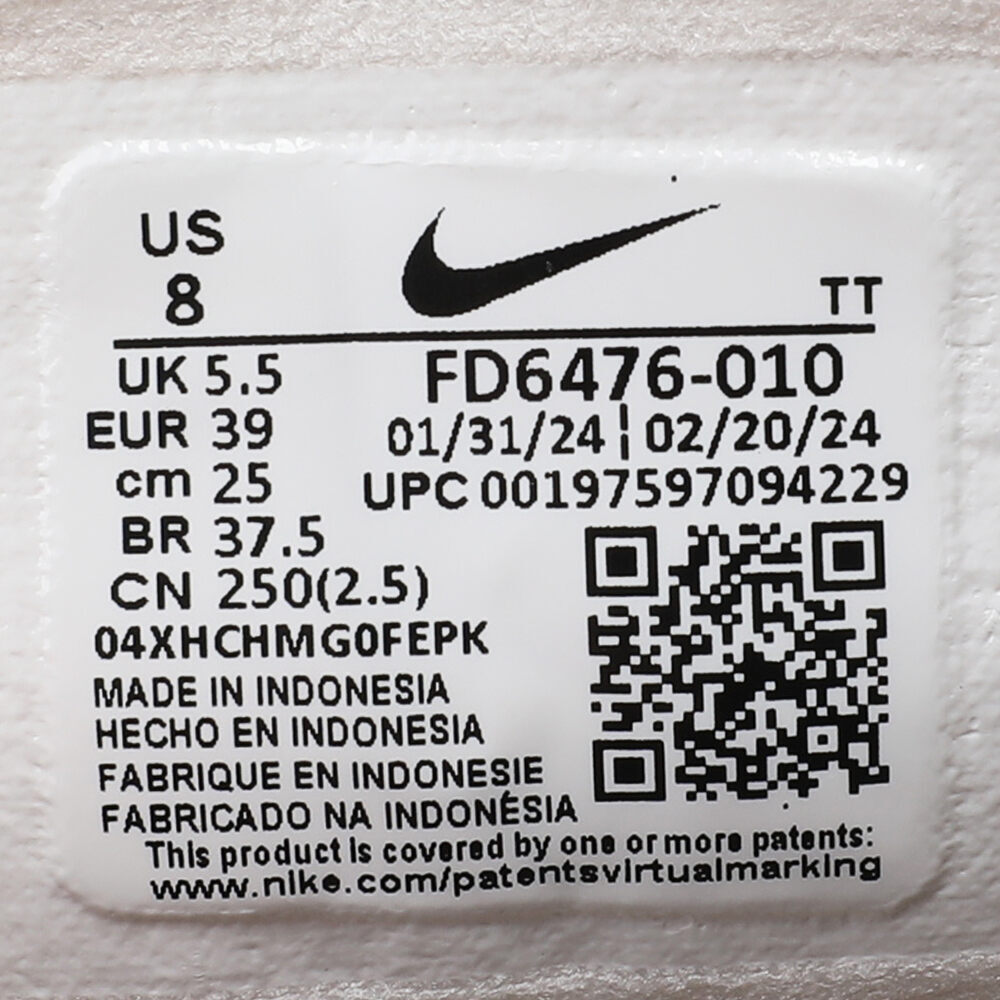 US
8
TT
UK 5.5
FD6476-010
EUR 39
01/31/24 ¦ 02/20/24
cm 25
UPC 00197597094229
BR 37.5
CN 250(2.5)
04XHCHMG0FEPK
MADE IN INDONESIA
HECHO EN INDONESIA
FABRIQUE EN INDONESIE
FABRICADO NA INDONÉSIA
This product is covered by one or more patents:
www.nike.com/patentsvirtualmarking